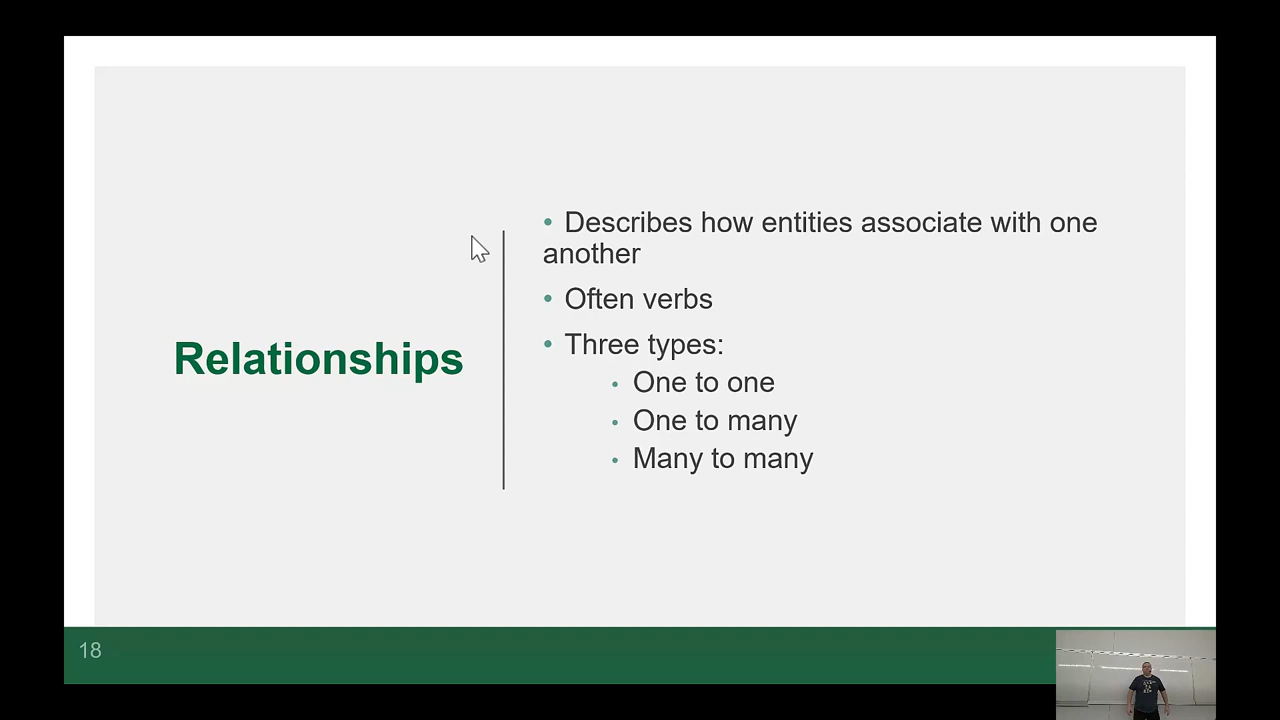 Relationships
• Describes how entities associate with one
another
• Often verbs
• Three types:
• One to one
• One to many
• Many to many
18